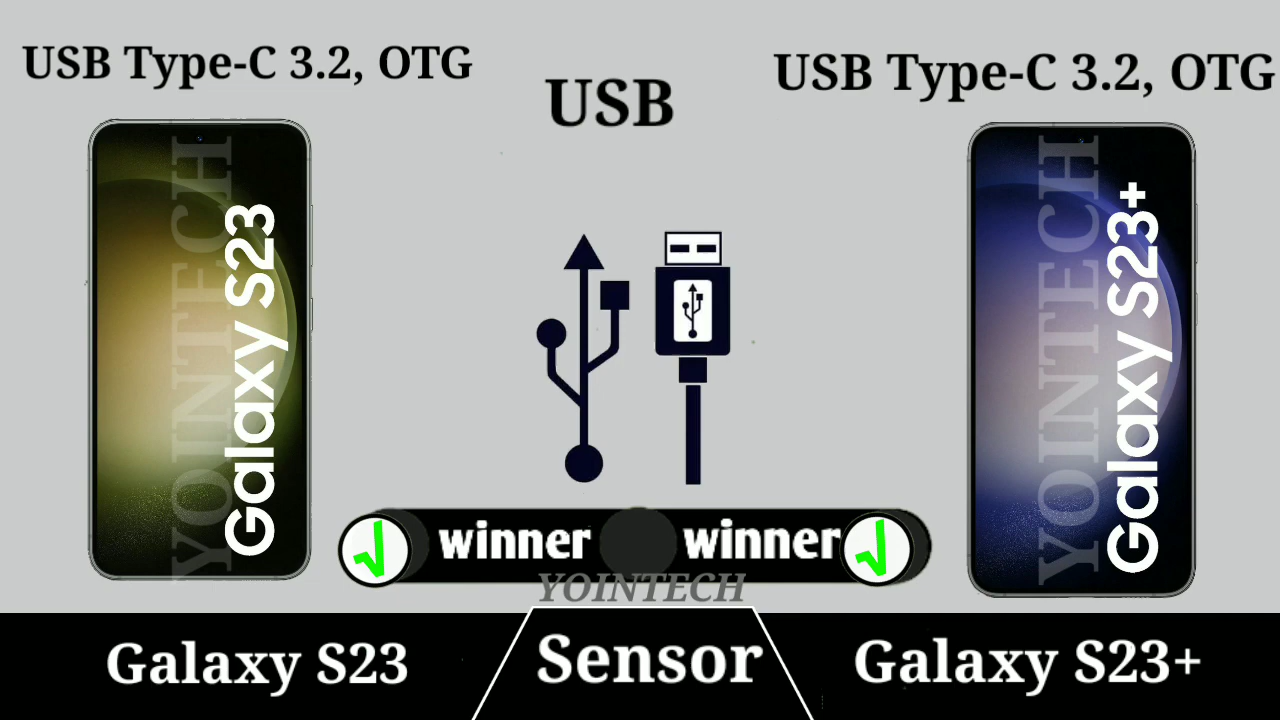 USB Type-C 3.2, OTG
USB
USB Type-C 3.2, OTG
YOINTECH
Galaxy S23
YOINTECH
Galaxy S23+
winner
winner
YOINTECH
Galaxy S23
Sensor
Galaxy S23+